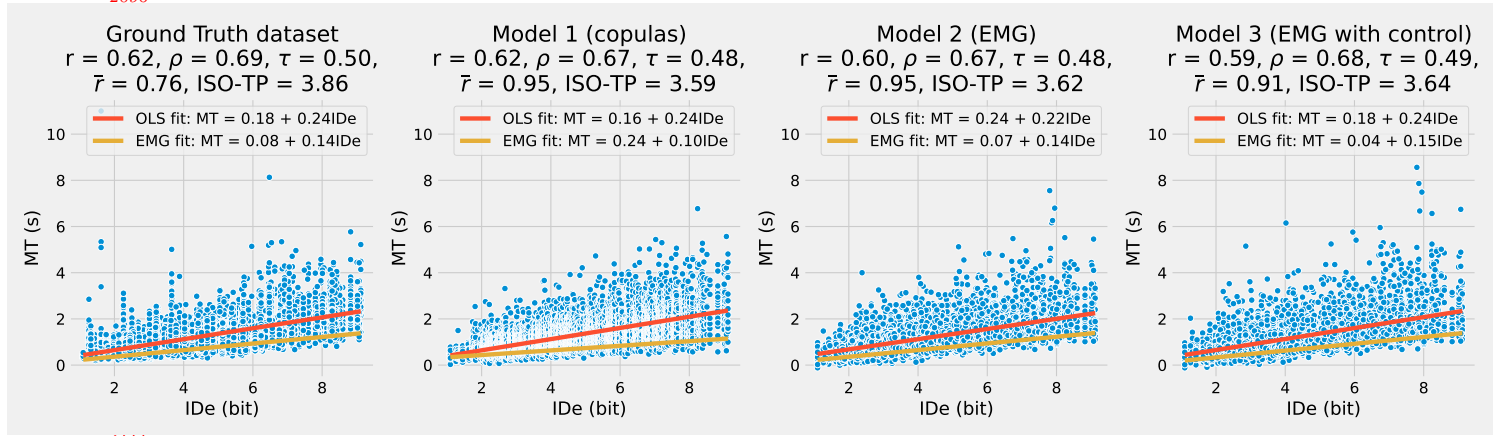 Ground Truth dataset
r = 0.62, ρ = 0.69, τ = 0.50,
r̄ = 0.76, ISO-TP = 3.86
OLS fit: MT = 0.18 + 0.24IDe
EMG fit: MT = 0.08 + 0.14IDe
10
8
6
4
2
0
MT (s)
2 4 6 8
IDe (bit)
Model 1 (copulas)
r = 0.62, ρ = 0.67, τ = 0.48,
r̄ = 0.95, ISO-TP = 3.59
OLS fit: MT = 0.16 + 0.24IDe
EMG fit: MT = 0.24 + 0.10IDe
10
8
6
4
2
0
MT (s)
2 4 6 8
IDe (bit)
Model 2 (EMG)
r = 0.60, ρ = 0.67, τ = 0.48,
r̄ = 0.95, ISO-TP = 3.62
OLS fit: MT = 0.24 + 0.22IDe
EMG fit: MT = 0.07 + 0.14IDe
10
8
6
4
2
0
MT (s)
2 4 6 8
IDe (bit)
Model 3 (EMG with control)
r = 0.59, ρ = 0.68, τ = 0.49,
r̄ = 0.91, ISO-TP = 3.64
OLS fit: MT = 0.18 + 0.24IDe
EMG fit: MT = 0.04 + 0.15IDe
10
8
6
4
2
0
MT (s)
2 4 6 8
IDe (bit)